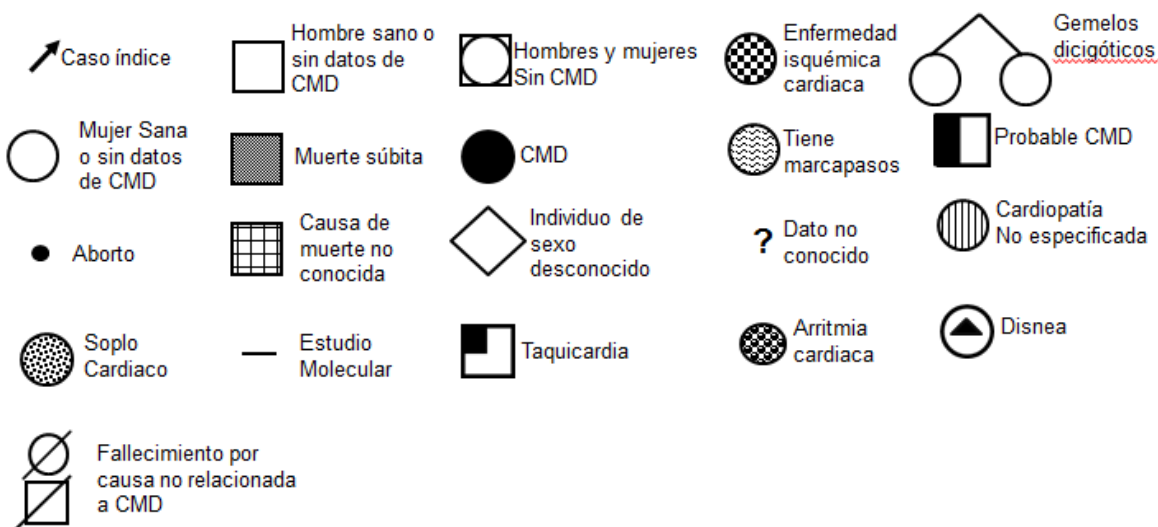 Caso índice
Hombre sano o
sin datos de
CMD
Hombres y mujeres
Sin CMD
Enfermedad
isquémica
cardiaca
Gemelos
dicigóticos
Mujer Sana
o sin datos
de CMD
Muerte súbita
CMD
Tiene
marcapasos
Probable CMD
Aborto
Causa de
muerte no
conocida
Individuo de
sexo
desconocido
? Dato no
conocido
Cardiopatía
No especificada
Soplo
Cardiaco
Estudio
Molecular
Taquicardia
Arritmia
cardiaca
Disnea
Fallecimiento por
causa no relacionada
a CMD